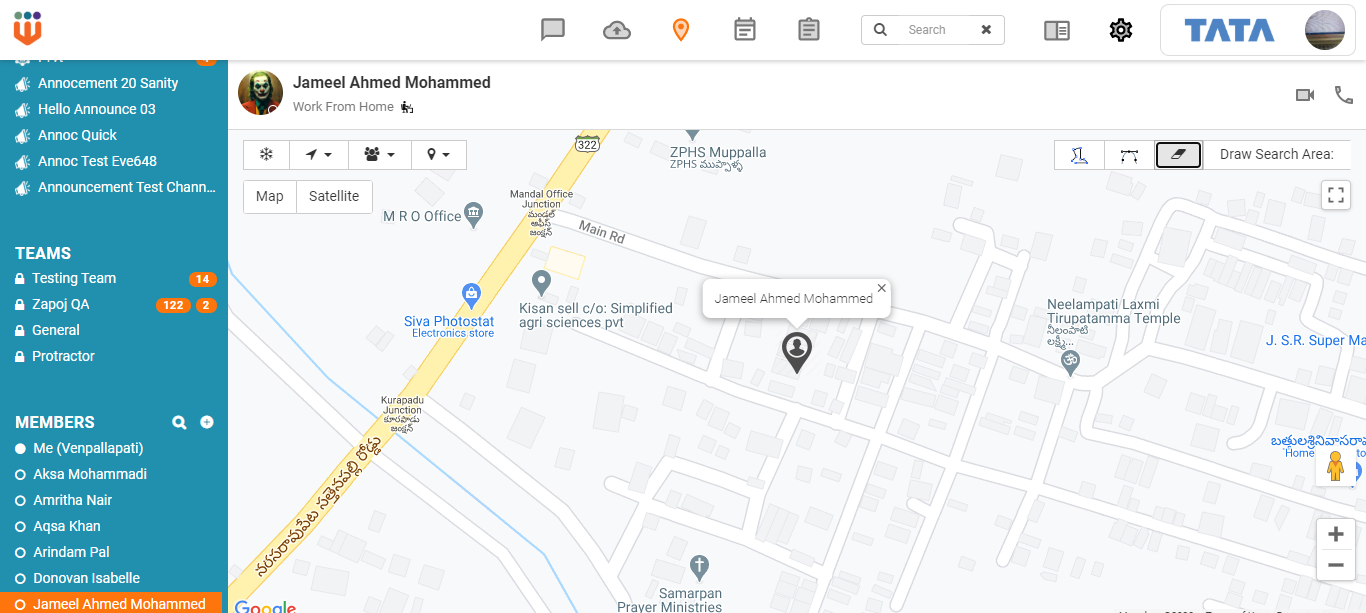 Search
TATA
Annocement 20 Sanity
Hello Announce 03
Annoc Quick
Annoc Test Eve648
Announcement Test Chann...
TEAMS
Testing Team 14
Zapoj QA 122 2
General
Protractor
MEMBERS
Me (Venpallapati)
Aksa Mohammadi
Amritha Nair
Aqsa Khan
Arindam Pal
Donovan Isabelle
Jameel Ahmed Mohammed
Jameel Ahmed Mohammed
Work From Home
Draw Search Area:
Map Satellite
322
ZPHS Muppalla
ZPHS ముప్పాళ్ళ
Mandal Office
Junction
మండల్
ఆఫీస్
జంక్షన్
M R O Office
Main Rd
Kisan sell c/o: Simplified
agri sciences pvt
Siva Photostat
Electronics store
Jameel Ahmed Mohammed
Neelampati Laxmi
Tirupatamma Temple
నీలంపాటి
లక్ష్మీ...
J. S.R. Super Ma
Kurapadu
Junction
కూరపాడు
జంక్షన్
నరసరావుపేట సత్తెనపల్లి రోడ్డు
బత్తులశ్రీనివాసరావ
Home
Samarpan
Prayer Ministries
Google